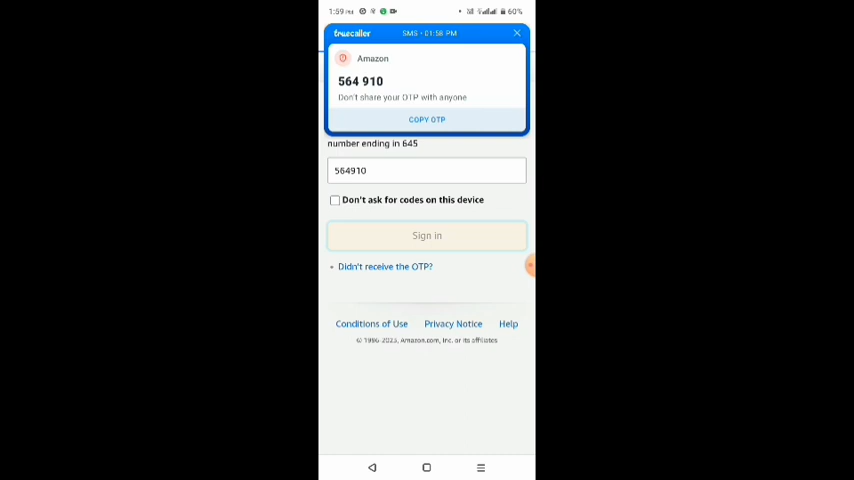 1:59 PM 60%
truecaller SMS • 01:58 PM
Amazon
564 910
Don't share your OTP with anyone
COPY OTP
number ending in 645
564910
Don't ask for codes on this device
Sign in
• Didn't receive the OTP?
Conditions of Use Privacy Notice Help
© 1996-2023, Amazon.com, Inc. or its affiliates